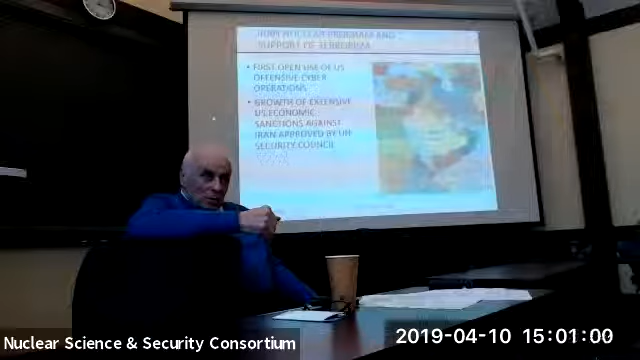 IRAN NUCLEAR PROGRAM AND
SUPPORT OF TERRORISM
• FIRST OPEN USE OF US
OFFENSIVE CYBER
OPERATIONS
• GROWTH OF EXTENSIVE
US ECONOMIC
SANCTIONS AGAINST
IRAN APPROVED BY UN
SECURITY COUNCIL
Nuclear Science & Security Consortium
2019-04-10 15:01:00